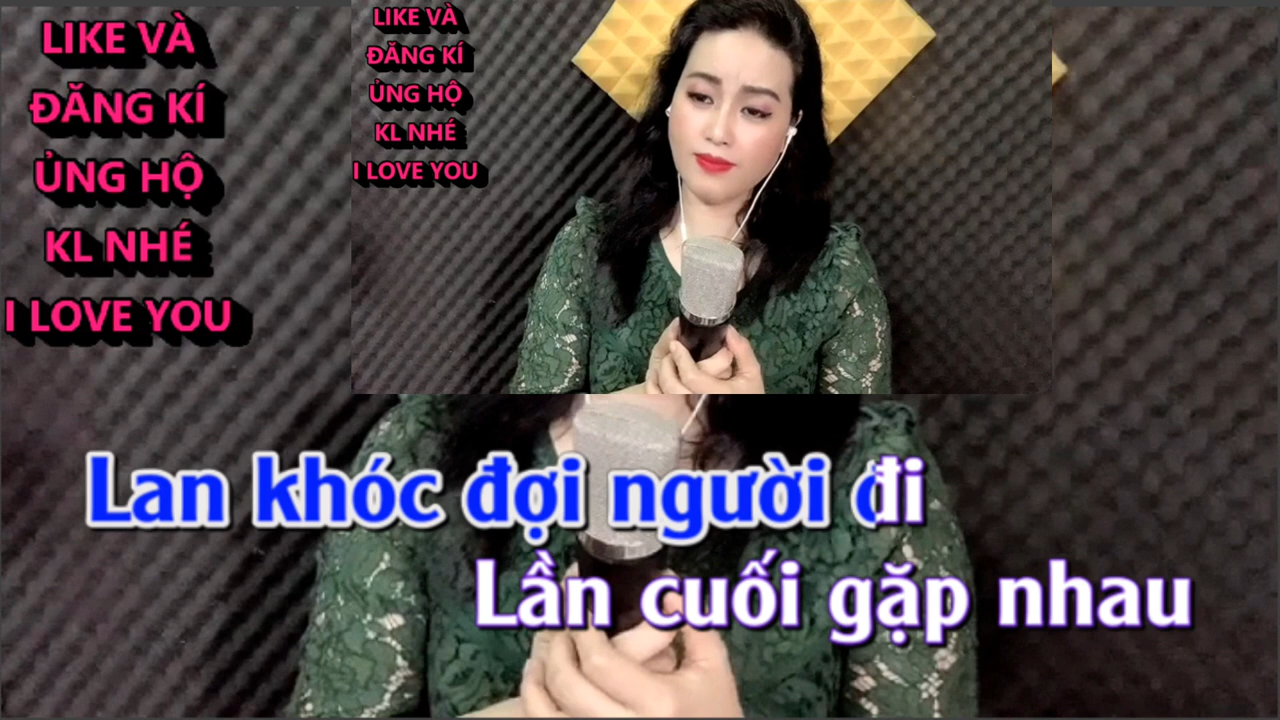 LIKE VÀ
ĐĂNG KÍ
ỦNG HỘ
KL NHÉ
I LOVE YOU
LIKE VÀ
ĐĂNG KÍ
ỦNG HỘ
KL NHÉ
I LOVE YOU
Lan khóc đợi người đi
Lần cuối gặp nhau